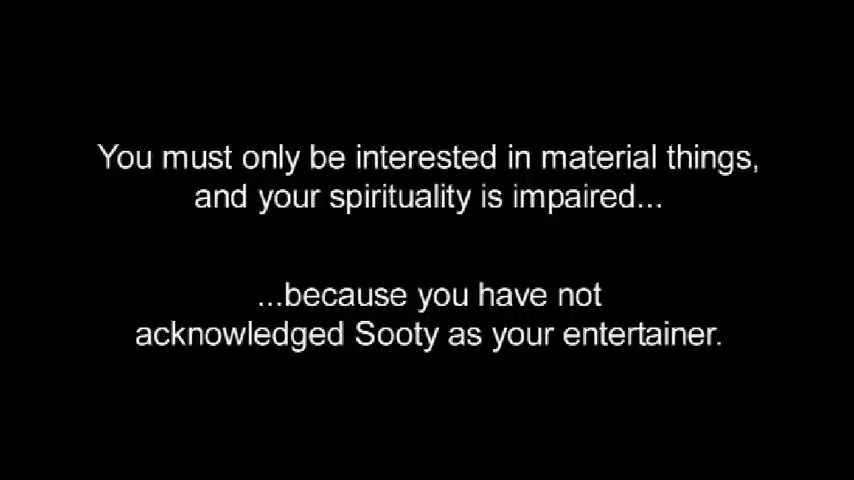 You must only be interested in material things,
and your spirituality is impaired...
...because you have not
acknowledged Sooty as your entertainer.